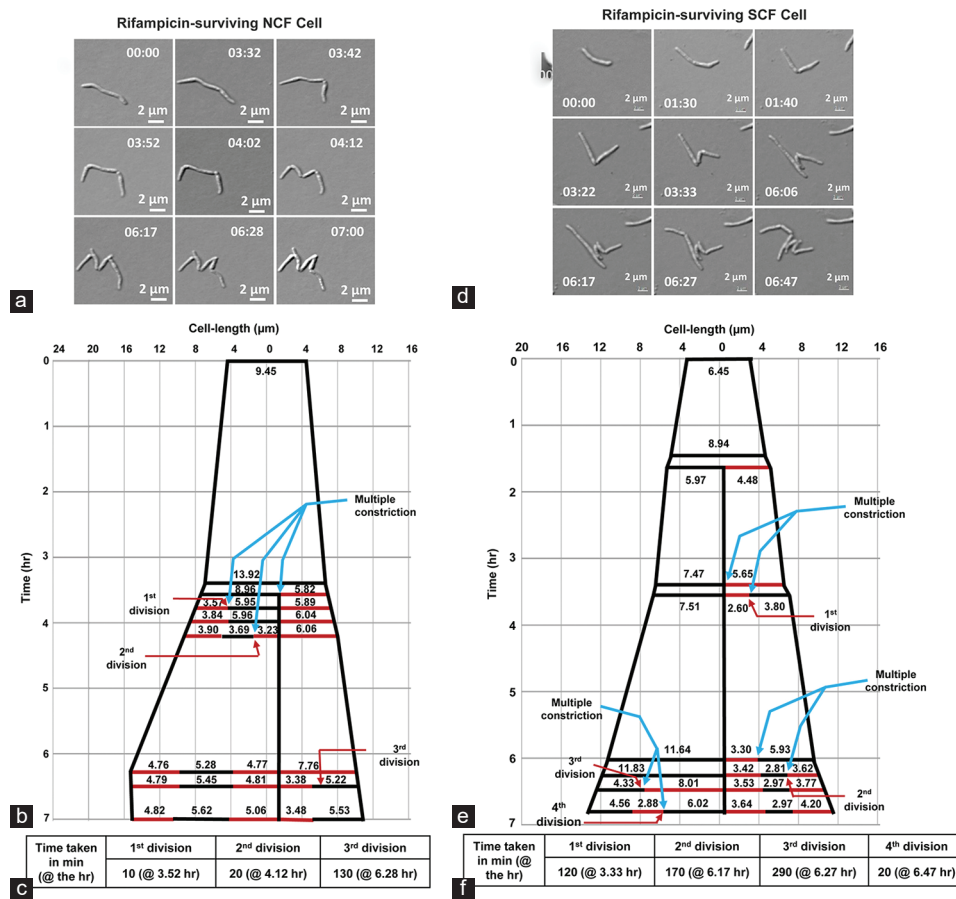 Rifampicin-surviving NCF Cell
00:00
2 µm
03:32
2 µm
03:42
2 µm
03:52
2 µm
04:02
2 µm
04:12
2 µm
06:17
2 µm
06:28
2 µm
07:00
2 µm
a
Cell-length (µm)
24 20 16 12 8 4 0 4 8 12 16
Time (hr)
0
1
2
3
4
5
6
7
9.45
Multiple
constriction
13.92
8.96 5.82
1st
division
3.57 5.95 5.89
3.84 5.96 6.04
3.90 3.69 3.23 6.06
2nd
division
3rd
division
4.76 5.28 4.77 7.76
4.79 5.45 4.81 3.38 5.22
4.82 5.62 5.06 3.48 5.53
b
Time taken
in min
(@ the hr)
1st division 2nd division 3rd division
10 (@ 3.52 hr) 20 (@ 4.12 hr) 130 (@ 6.28 hr)
c
Rifampicin-surviving SCF Cell
00:00
2 µm
01:30
2 µm
01:40
2 µm
03:22
2 µm
03:33
2 µm
06:06
2 µm
06:17
2 µm
06:27
2 µm
06:47
2 µm
d
Cell-length (µm)
20 16 12 8 4 0 4 8 12 16
Time (hr)
0
1
2
3
4
5
6
7
6.45
8.94
5.97 4.48
Multiple
constriction
7.47 5.65
7.51 2.60 3.80
1st
division
Multiple
constriction
Multiple
constriction
11.64 3.30 5.93
3rd
division
11.83 3.42 2.81 3.62
4.33 8.01 3.53 2.97 3.77
2nd
division
4th
division
4.56 2.88 6.02 3.64 2.97 4.20
e
Time taken
in min (@
the hr)
1st division 2nd division 3rd division 4th division
120 (@ 3.33 hr) 170 (@ 6.17 hr) 290 (@ 6.27 hr) 20 (@ 6.47 hr)
f